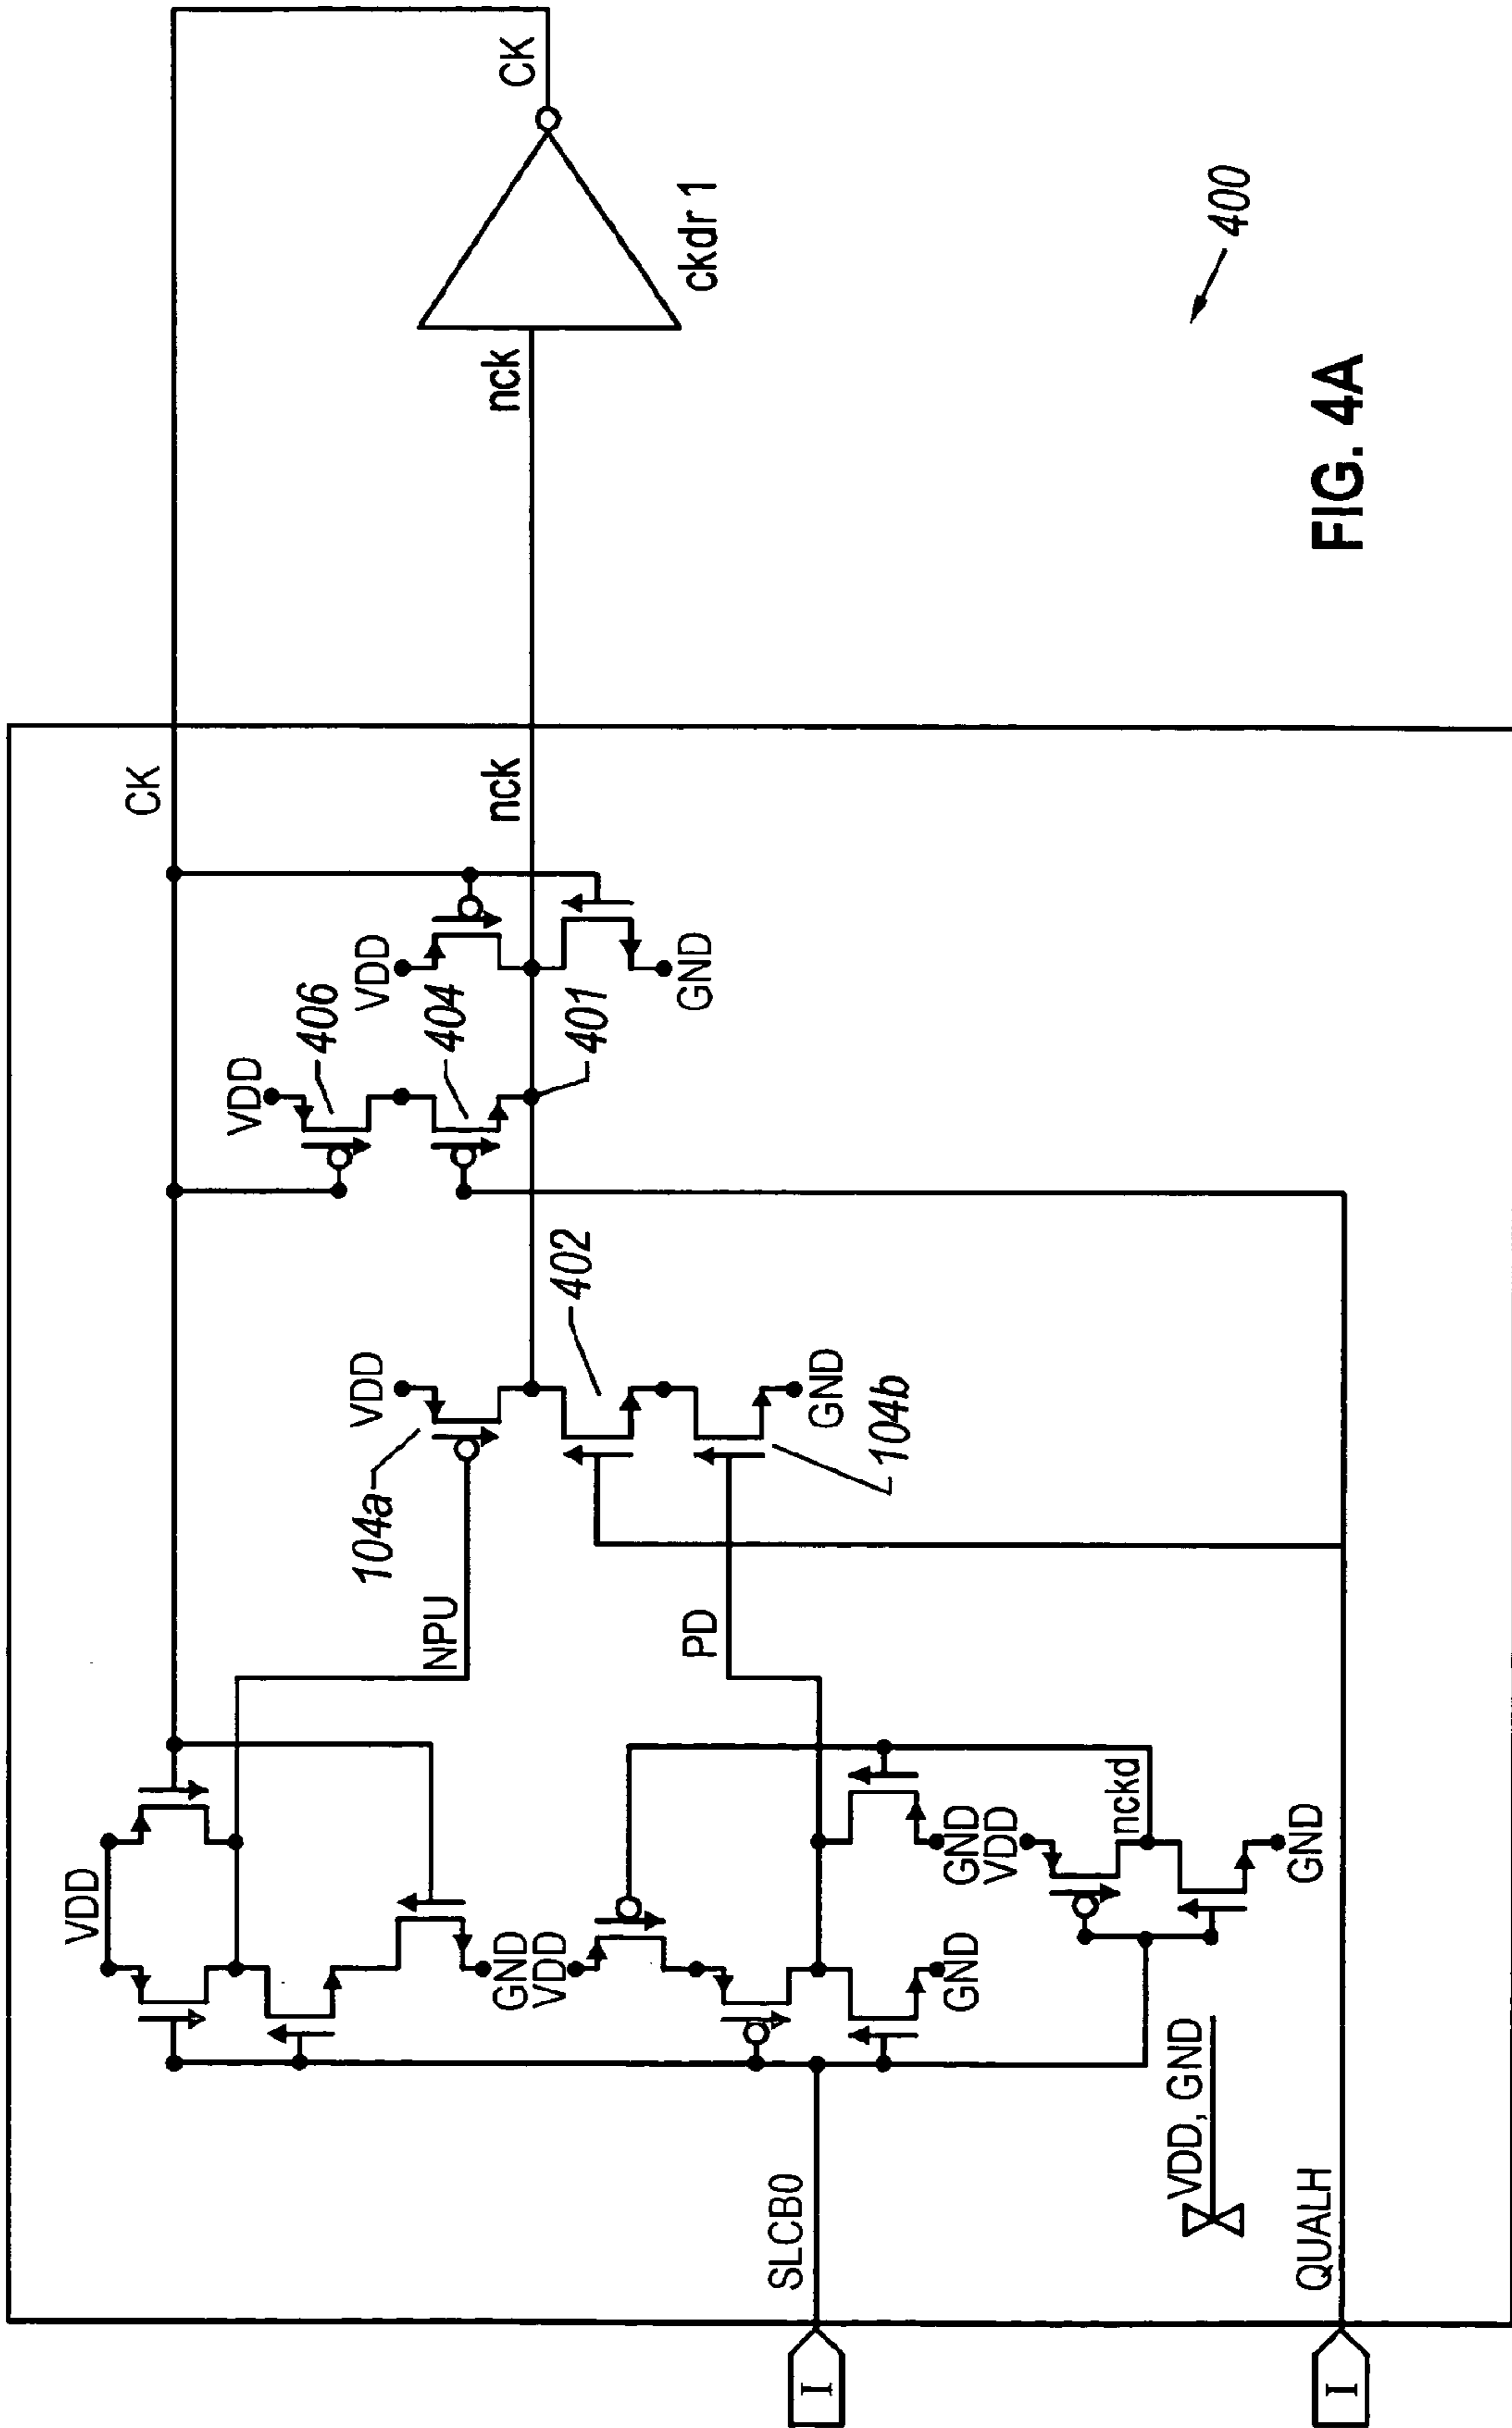 CK
CK
VDD
VDD
406
VDD
404
nck
nck
ckdr 1
401
GND
NPU
104a
VDD
402
PD
GND
104b
GND
VDD
GND
VDD
nckd
GND
GND
SLCB0
I
VDD, GND
QUALH
I
400
FIG. 4A